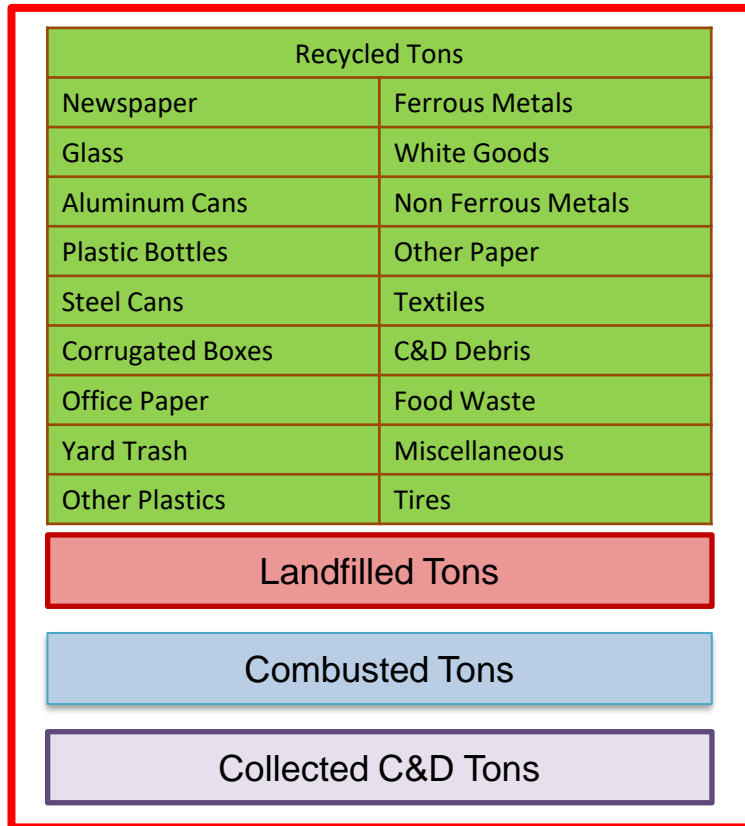 Recycled Tons
Newspaper Ferrous Metals
Glass White Goods
Aluminum Cans Non Ferrous Metals
Plastic Bottles Other Paper
Steel Cans Textiles
Corrugated Boxes C&D Debris
Office Paper Food Waste
Yard Trash Miscellaneous
Other Plastics Tires
Landfilled Tons
Combusted Tons
Collected C&D Tons